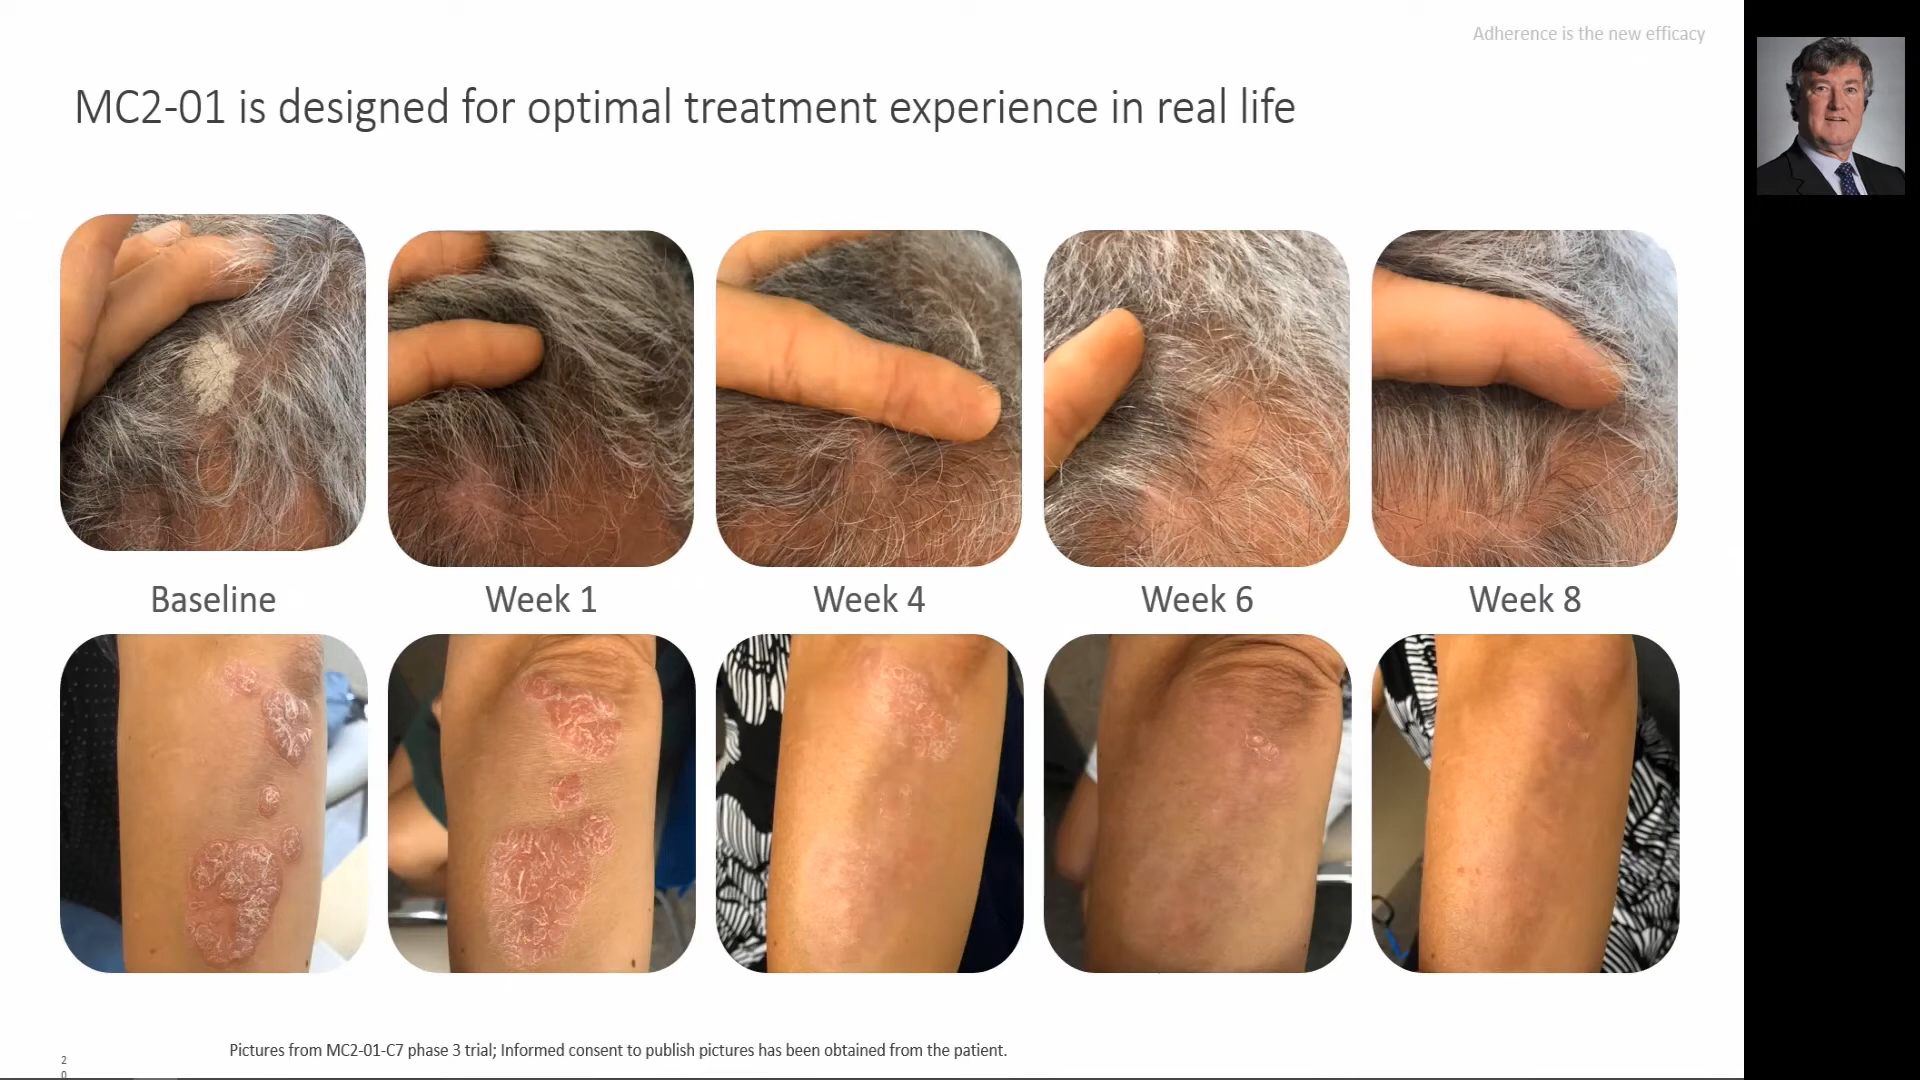 Adherence is the new efficacy
MC2-01 is designed for optimal treatment experience in real life
Baseline
Week 1
Week 4
Week 6
Week 8
Pictures from MC2-01-C7 phase 3 trial; Informed consent to publish pictures has been obtained from the patient.
2
0